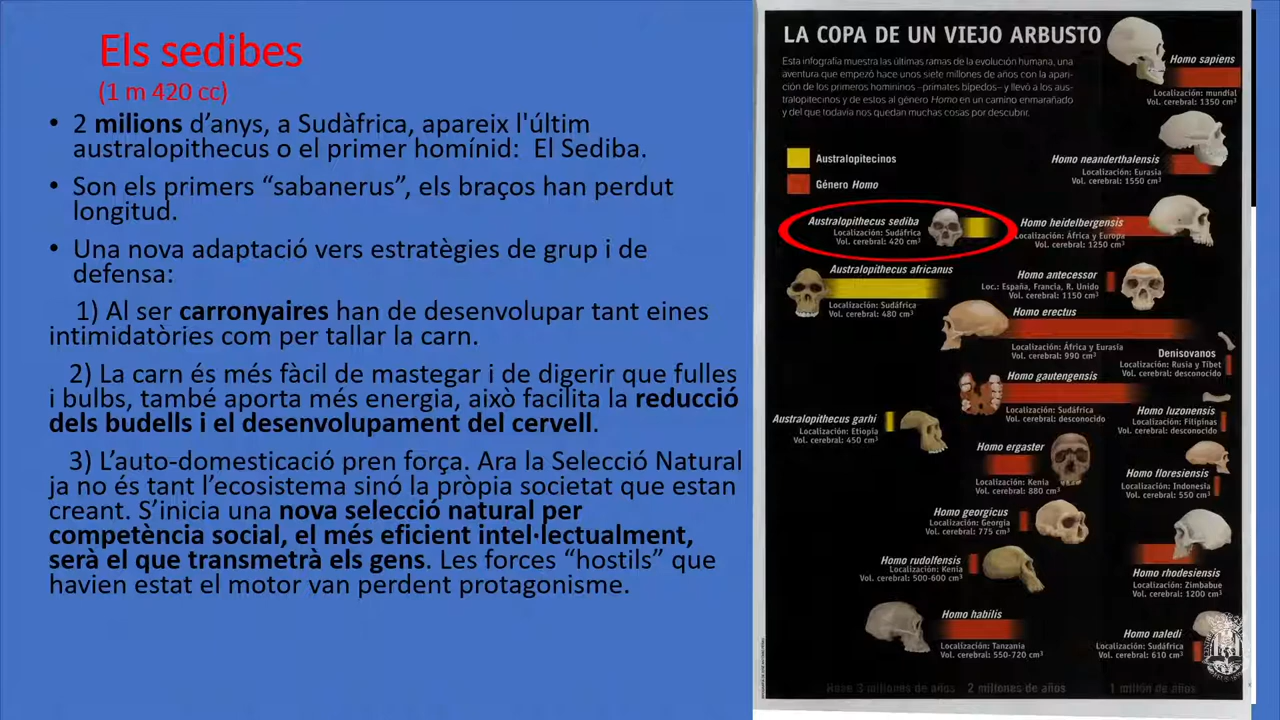 Els sedibes
(1 m 420 cc)
• 2 milions d’anys, a Sudàfrica, apareix l'últim
australopithecus o el primer homínid:  El Sediba.
• Son els primers “sabanerus”, els braços han perdut
longitud.
• Una nova adaptació vers estratègies de grup i de
defensa:
1) Al ser carronyaires han de desenvolupar tant eines
intimidatòries com per tallar la carn.
2) La carn és més fàcil de mastegar i de digerir que fulles
i bulbs, també aporta més energia, això facilita la reducció
dels budells i el desenvolupament del cervell.
3) L’auto-domesticació pren força. Ara la Selecció Natural
ja no és tant l’ecosistema sinó la pròpia societat que estan
creant. S’inicia una nova selecció natural per
competència social, el més eficient intel·lectualment,
serà el que transmetrà els gens. Les forces “hostils” que
havien estat el motor van perdent protagonisme.
LA COPA DE UN VIEJO ARBUSTO
Esta infografía muestra las últimas ramas de la evolución humana, una
aventura que empezó hace unos siete millones de años con la apari-
ción de los primeros homininos –primates bípedos– y llevó a los aus-
tralopitecinos y de estos al género Homo en un camino enmarañado
y del que todavía nos quedan muchas cosas por descubrir.
Australopitecinos
Género Homo
Homo sapiens
Localización: mundial
Vol. cerebral: 1350 cm³
Homo neanderthalensis
Localización: Eurasia
Vol. cerebral: 1550 cm³
Australopithecus sediba
Localización: Sudáfrica
Vol. cerebral: 420 cm³
Homo heidelbergensis
Localización: África y Europa
Vol. cerebral: 1250 cm³
Australopithecus africanus
Localización: Sudáfrica
Vol. cerebral: 480 cm³
Homo antecessor
Loc.: España, Francia, R. Unido
Vol. cerebral: 1150 cm³
Homo erectus
Localización: África y Eurasia
Vol. cerebral: 990 cm³
Denisovanos
Localización: Rusia y Tíbet
Vol. cerebral: desconocido
Homo gautengensis
Localización: Sudáfrica
Vol. cerebral: desconocido
Homo luzonensis
Localización: Filipinas
Vol. cerebral: desconocido
Australopithecus garhi
Localización: Etiopía
Vol. cerebral: 450 cm³
Homo ergaster
Localización: Kenia
Vol. cerebral: 880 cm³
Homo floresiensis
Localización: Indonesia
Vol. cerebral: 550 cm³
Homo georgicus
Localización: Georgia
Vol. cerebral: 775 cm³
Homo rudolfensis
Localización: Kenia
Vol. cerebral: 500-600 cm³
Homo rhodesiensis
Localización: Zimbabue
Vol. cerebral: 1200 cm³
Homo habilis
Localización: Tanzania
Vol. cerebral: 550-720 cm³
Homo naledi
Localización: Sudáfrica
Vol. cerebral: 610 cm³
Hace 3 millones de años
2 millones de años
1 millón de años